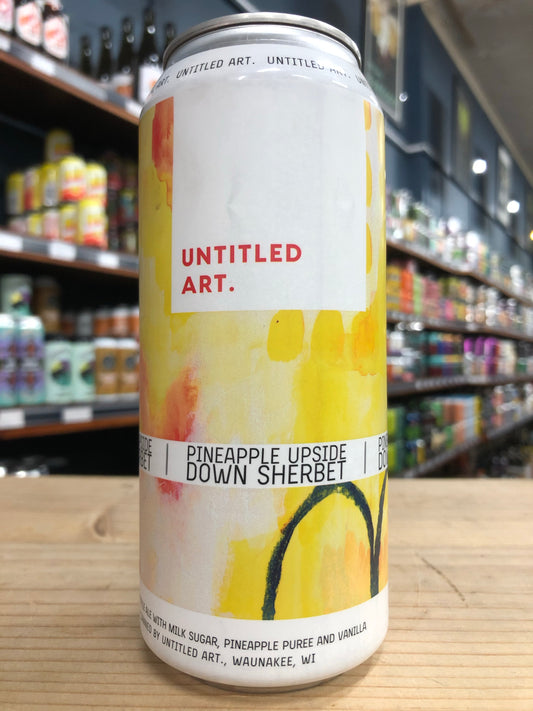 ART. UNTITLED ART. UNTITLED ART.
UNTITLED
ART.
PINEAPPLE UPSIDE
DOWN SHERBET
ALE WITH MILK SUGAR, PINEAPPLE PUREE AND VANILLA
BY UNTITLED ART., WAUNAKEE, WI